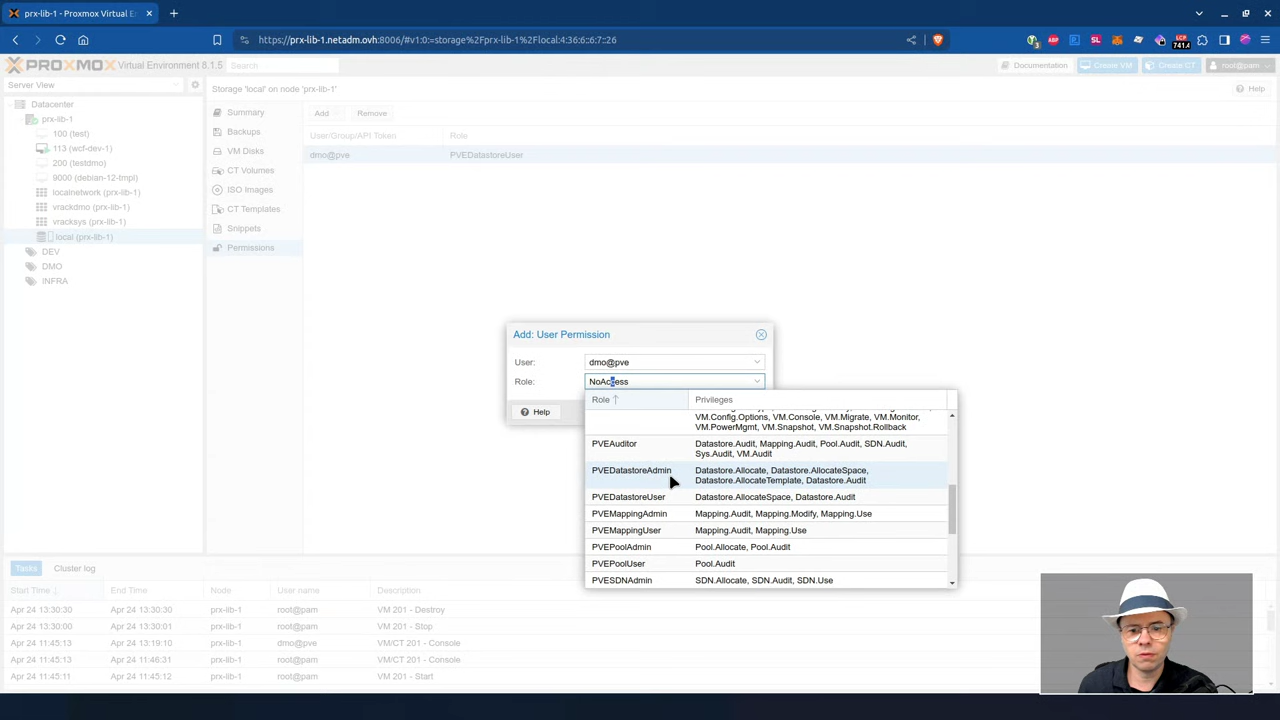 prx-lib-1 - Proxmox Virtual En
https://prx-lib-1.netadm.ovh:8006/#v1:0:=storage%2Fprx-lib-1%2Flocal:4:36:6:6:7::26
3
ABP
SL
LCP
741.4
PROXMOX Virtual Environment 8.1.5
Search
Documentation
Create VM
Create CT
root@pam
Server View
Storage 'local' on node 'prx-lib-1'
Help
Datacenter
prx-lib-1
100 (test)
113 (wcf-dev-1)
200 (testdmo)
9000 (debian-12-tmpl)
localnetwork (prx-lib-1)
vrackdmo (prx-lib-1)
vracksys (prx-lib-1)
local (prx-lib-1)
DEV
DMO
INFRA
Summary
Backups
VM Disks
CT Volumes
ISO Images
CT Templates
Snippets
Permissions
Add
Remove
User/Group/API Token
Role
dmo@pve
PVEDatastoreUser
Add: User Permission
User:
dmo@pve
Role:
NoAccess
Help
Role
Privileges
VM.Config.Options, VM.Console, VM.Migrate, VM.Monitor,
VM.PowerMgmt, VM.Snapshot, VM.Snapshot.Rollback
PVEAuditor
Datastore.Audit, Mapping.Audit, Pool.Audit, SDN.Audit,
Sys.Audit, VM.Audit
PVEDatastoreAdmin
Datastore.Allocate, Datastore.AllocateSpace,
Datastore.AllocateTemplate, Datastore.Audit
PVEDatastoreUser
Datastore.AllocateSpace, Datastore.Audit
PVEMappingAdmin
Mapping.Audit, Mapping.Modify, Mapping.Use
PVEMappingUser
Mapping.Audit, Mapping.Use
PVEPoolAdmin
Pool.Allocate, Pool.Audit
PVEPoolUser
Pool.Audit
PVESDNAdmin
SDN.Allocate, SDN.Audit, SDN.Use
Tasks
Cluster log
Start Time
End Time
Node
User name
Description
Apr 24 13:30:30
Apr 24 13:30:30
prx-lib-1
root@pam
VM 201 - Destroy
Apr 24 13:30:00
Apr 24 13:30:01
prx-lib-1
root@pam
VM 201 - Stop
Apr 24 11:45:13
Apr 24 13:19:10
prx-lib-1
dmo@pve
VM/CT 201 - Console
Apr 24 11:45:13
Apr 24 11:46:31
prx-lib-1
root@pam
VM/CT 201 - Console
Apr 24 11:45:11
Apr 24 11:45:12
prx-lib-1
root@pam
VM 201 - Start